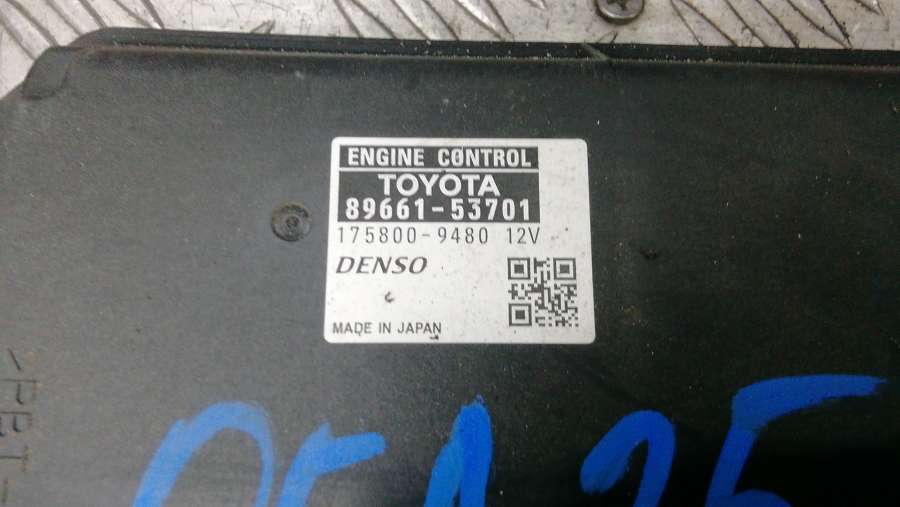 ENGINE CONTROL
TOYOTA
89661-53701
175800-9480 12V
DENSO
MADE IN JAPAN